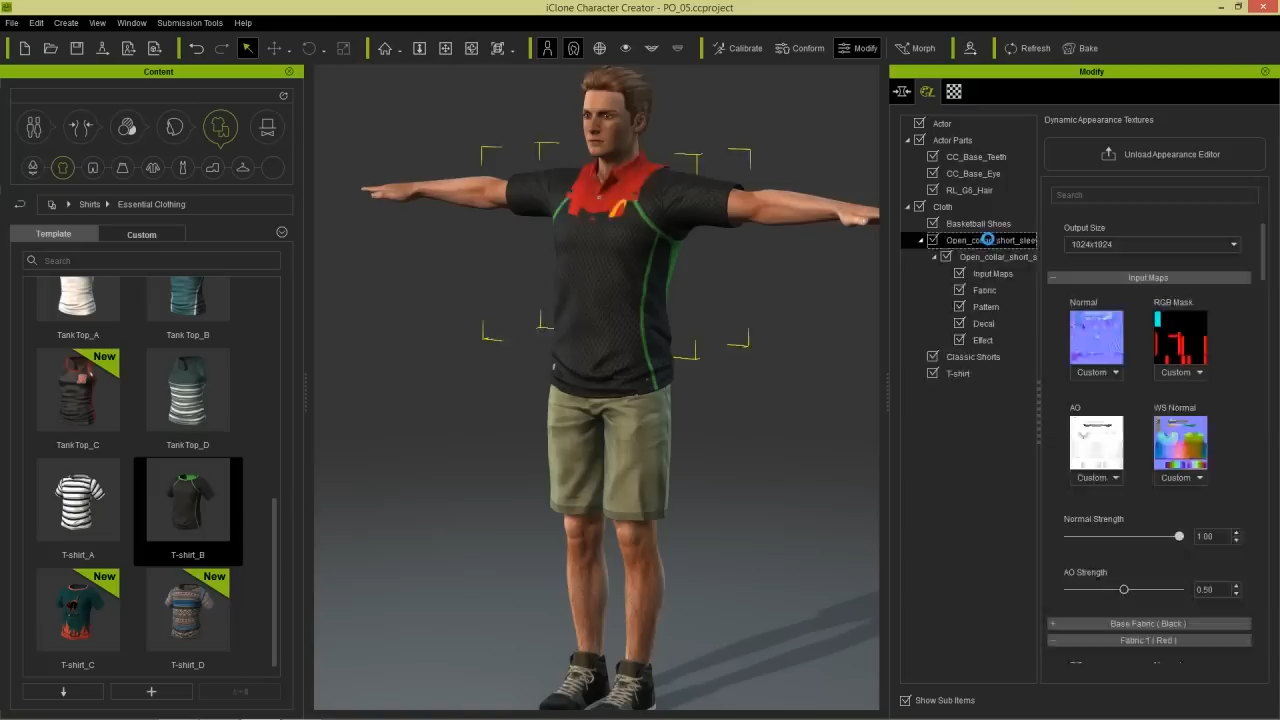 iClone Character Creator - PO_05.ccproject
File Edit Create View Window Submission Tools Help
Calibrate Conform Modify Morph Refresh Bake
Content
Shirts Essential Clothing
Template Custom
Search
Tank Top_A Tank Top_B
New
Tank Top_C Tank Top_D
T-shirt_A T-shirt_B
New New
T-shirt_C T-shirt_D
Modify
Actor
Actor Parts
CC_Base_Teeth
CC_Base_Eye
RL_G6_Hair
Cloth
Basketball Shoes
Open_collar_short_slee
Open_collar_short_s
Input Maps
Fabric
Pattern
Decal
Effect
Classic Shorts
T-shirt
Show Sub Items
Dynamic Appearance Textures
Unload Appearance Editor
Search
Output Size
1024x1024
Input Maps
Normal RGB Mask
Custom Custom
AO WS Normal
Custom Custom
Normal Strength
1.00
AO Strength
0.50
Base Fabric ( Black )
Fabric 1 ( Red )